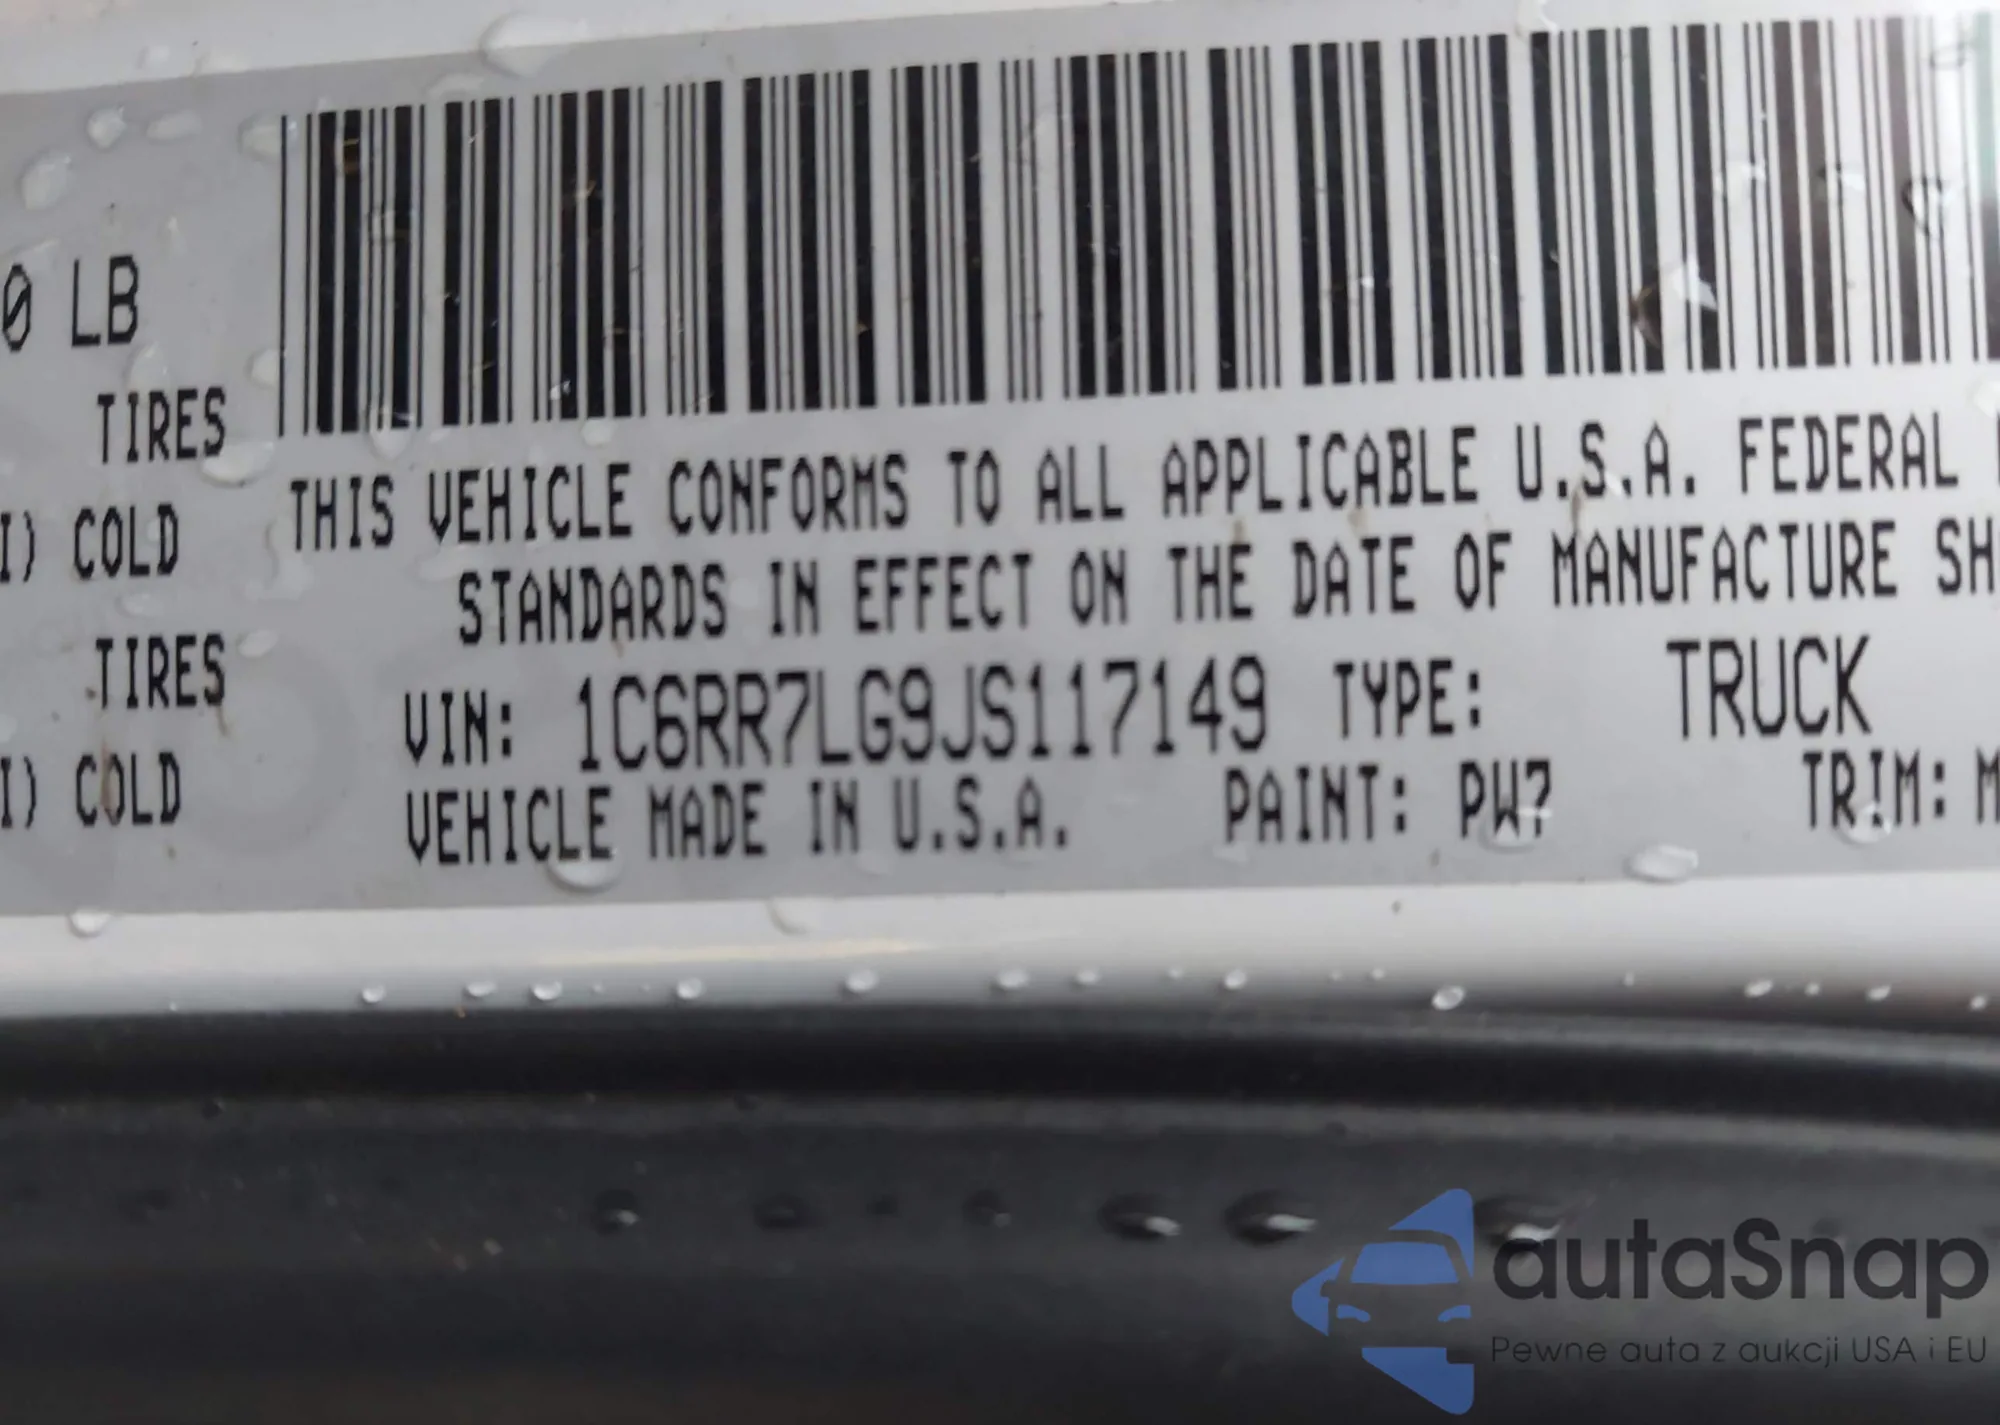 0 LB
TIRES
I) COLD
TIRES
I) COLD
THIS VEHICLE CONFORMS TO ALL APPLICABLE U.S.A. FEDERAL
STANDARDS IN EFFECT ON THE DATE OF MANUFACTURE SH
VIN: 1C6RR7LG9JS117149 TYPE: TRUCK
VEHICLE MADE IN U.S.A. PAINT: PW7 TRIM: M
autaSnap
Pewne auta z aukcji USA i EU